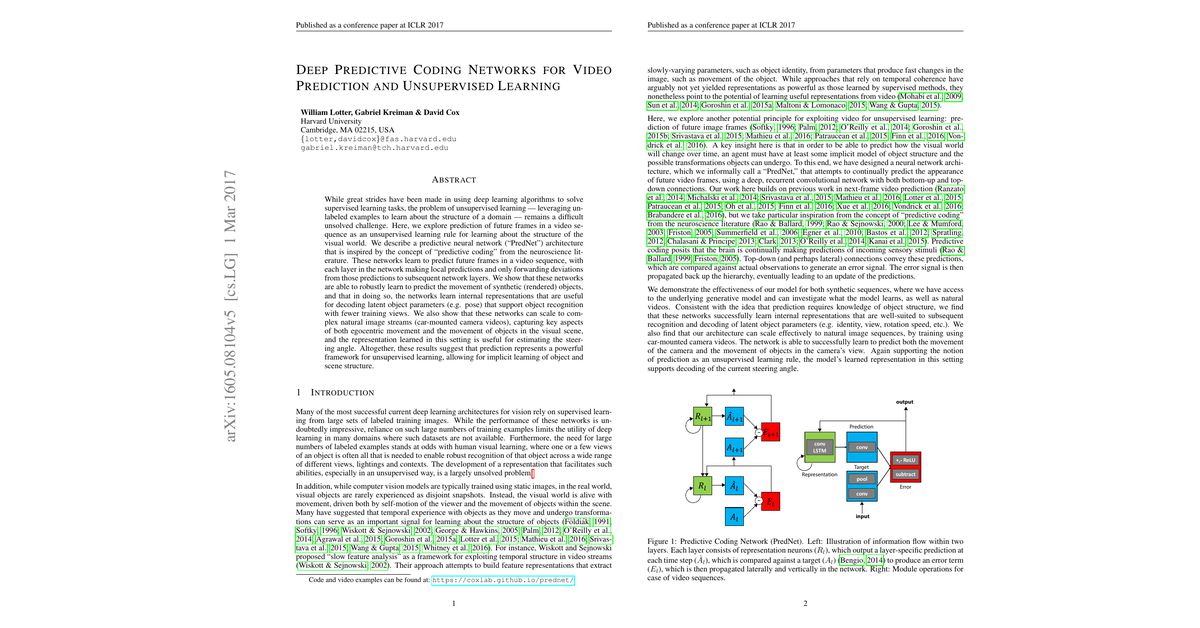 Published as a conference paper at ICLR 2017
DEEP PREDICTIVE CODING NETWORKS FOR VIDEO
PREDICTION AND UNSUPERVISED LEARNING
William Lotter, Gabriel Kreiman & David Cox
Harvard University
Cambridge, MA 02215, USA
{lotter,davidcox}@fas.harvard.edu
gabriel.kreiman@tch.harvard.edu
ABSTRACT
While great strides have been made in using deep learning algorithms to solve
supervised learning tasks, the problem of unsupervised learning — leveraging un-
labeled examples to learn about the structure of a domain — remains a difficult
unsolved challenge. Here, we explore prediction of future frames in a video se-
quence as an unsupervised learning rule for learning about the structure of the
visual world. We describe a predictive neural network ("PredNet") architecture
that is inspired by the concept of "predictive coding" from the neuroscience lit-
erature. These networks learn to predict future frames in a video sequence, with
each layer in the network making local predictions and only forwarding deviations
from those predictions to subsequent network layers. We show that these networks
are able to robustly learn to predict the movement of synthetic (rendered) objects,
and that in doing so, the networks learn internal representations that are useful
for decoding latent object parameters (e.g. pose) that support object recognition
with fewer training views. We also show that these networks can scale to com-
plex natural image streams (car-mounted camera videos), capturing key aspects
of both egocentric movement and the movement of objects in the visual scene,
and the representation learned in this setting is useful for estimating the steer-
ing angle. Altogether, these results suggest that prediction represents a powerful
framework for unsupervised learning, allowing for implicit learning of object and
scene structure.
1 INTRODUCTION
Many of the most successful current deep learning architectures for vision rely on supervised learn-
ing from large sets of labeled training images. While the performance of these networks is un-
doubtedly impressive, reliance on such large numbers of training examples limits the utility of deep
learning in many domains where such datasets are not available. Furthermore, the need for large
numbers of labeled examples stands at odds with human visual learning, where one or a few views
of an object is often all that is needed to enable robust recognition of that object across a wide range
of different views, lightings and contexts. The development of a representation that facilitates such
abilities, especially in an unsupervised way, is a largely unsolved problem.
In addition, while computer vision models are typically trained using static images, in the real world,
visual objects are rarely experienced as disjoint snapshots. Instead, the visual world is alive with
movement, driven both by self-motion of the viewer and the movement of objects within the scene.
Many have suggested that temporal experience with objects as they move and undergo transforma-
tions can serve as an important signal for learning about the structure of objects (Földiák, 1991;
Softky, 1996; Wiskott & Sejnowski, 2002; George & Hawkins, 2005; Palm, 2012; O'Reilly et al.,
2014; Agrawal et al., 2015; Goroshin et al., 2015a; Lotter et al., 2015; Mathieu et al., 2016; Srivas-
tava et al., 2015; Wang & Gupta, 2015; Whitney et al., 2016). For instance, Wiskott and Sejnowski
proposed "slow feature analysis" as a framework for exploiting temporal structure in video streams
(Wiskott & Sejnowski, 2002). Their approach attempts to build feature representations that extract
Code and video examples can be found at: https://coxlab.github.io/prednet/
1
arXiv:1605.08104v5 [cs.LG] 1 Mar 2017
Published as a conference paper at ICLR 2017
slowly-varying parameters, such as object identity, from parameters that produce fast changes in the
image, such as movement of the object. While approaches that rely on temporal coherence have
arguably not yet yielded representations as powerful as those learned by supervised methods, they
nonetheless point to the potential of learning useful representations from video (Mohabi et al., 2009;
Sun et al., 2014; Goroshin et al., 2015a; Maltoni & Lomonaco, 2015; Wang & Gupta, 2015).
Here, we explore another potential principle for exploiting video for unsupervised learning: pre-
diction of future image frames (Softky, 1996; Palm, 2012; O'Reilly et al., 2014; Goroshin et al.,
2015b; Srivastava et al., 2015; Mathieu et al., 2016; Patraucean et al., 2015; Finn et al., 2016; Von-
drick et al., 2016). A key insight here is that in order to be able to predict how the visual world
will change over time, an agent must have at least some implicit model of object structure and the
possible transformations objects can undergo. To this end, we have designed a neural network archi-
tecture, which we informally call a "PredNet," that attempts to continually predict the appearance
of future video frames, using a deep, recurrent convolutional network with both bottom-up and top-
down connections. Our work here builds on previous work in next-frame video prediction (Ranzato
et al., 2014; Michalski et al., 2014; Srivastava et al., 2015; Mathieu et al., 2016; Lotter et al., 2015;
Patraucean et al., 2015; Oh et al., 2015; Finn et al., 2016; Xue et al., 2016; Vondrick et al., 2016;
Brabandere et al., 2016), but we take particular inspiration from the concept of "predictive coding"
from the neuroscience literature (Rao & Ballard, 1999; Rao & Sejnowski, 2000; Lee & Mumford,
2003; Friston, 2005; Summerfield et al., 2006; Egner et al., 2010; Bastos et al., 2012; Spratling,
2012; Chalasani & Principe, 2013; Clark, 2013; O'Reilly et al., 2014; Kanai et al., 2015). Predictive
coding posits that the brain is continually making predictions of incoming sensory stimuli (Rao &
Ballard, 1999; Friston, 2005). Top-down (and perhaps lateral) connections convey these predictions,
which are compared against actual observations to generate an error signal. The error signal is then
propagated back up the hierarchy, eventually leading to an update of the predictions.
We demonstrate the effectiveness of our model for both synthetic sequences, where we have access
to the underlying generative model and can investigate what the model learns, as well as natural
videos. Consistent with the idea that prediction requires knowledge of object structure, we find
that these networks successfully learn internal representations that are well-suited to subsequent
recognition and decoding of latent object parameters (e.g. identity, view, rotation speed, etc.). We
also find that our architecture can scale effectively to natural image sequences, by training using
car-mounted camera videos. The network is able to successfully learn to predict both the movement
of the camera and the movement of objects in the camera's view. Again supporting the notion
of prediction as an unsupervised learning rule, the model's learned representation in this setting
supports decoding of the current steering angle.
R_{l+1} Â_{l+1} E_{l+1}
A_{l+1}
R_l Â_l E_l
A_l
output
Prediction
conv LSTM
conv
+,- ReLU
subtract
Representation
Target
Error
pool
conv
input
Figure 1: Predictive Coding Network (PredNet). Left: Illustration of information flow within two
layers. Each layer consists of representation neurons (R_l), which output a layer-specific prediction at
each time step (Â_l), which is compared against a target (A_l) (Bengio, 2014) to produce an error term
(E_l), which is then propagated laterally and vertically in the network. Right: Module operations for
case of video sequences.
2